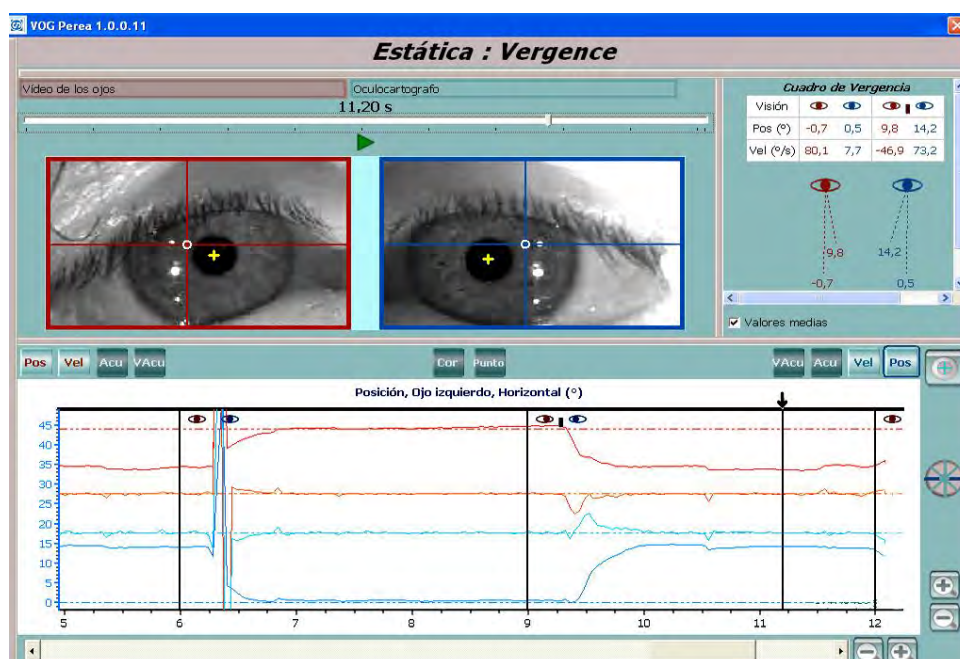 VOG Perea 1.0.0.11
Estática : Vergence
Vídeo de los ojos
Oculocartografo
11,20 s
Cuadro de Vergencia
Visión
Pos (°) -0,7 0,5 9,8 14,2
Vel (°/s) 80,1 7,7 -46,9 73,2
9,8 14,2
-0,7 0,5
Valores medias
Pos Vel Acu VAcu Cor Punto VAcu Acu Vel Pos
Posición, Ojo izquierdo, Horizontal (°)
45
40
35
30
25
20
15
10
5
0
5 6 7 8 9 10 11 12